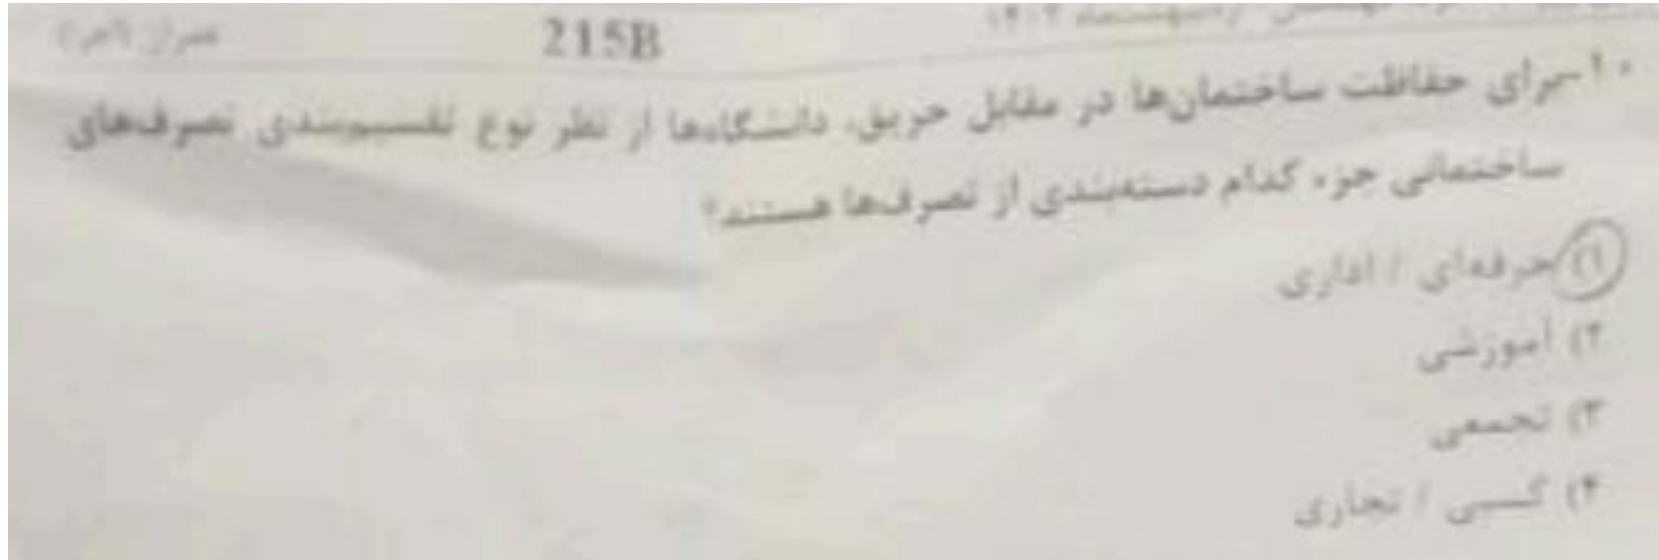 عمران (اجرا) 215B
۱۰-برای حفاظت ساختمان‌ها در مقابل حریق، دانشگاه‌ها از نظر نوع تقسیم‌بندی تصرف‌های
ساختمانی جزء کدام دسته‌بندی از تصرف‌ها هستند؟
۱) حرفه‌ای / اداری
۲) آموزشی
۳) تجمعی
۴) کسبی / تجاری